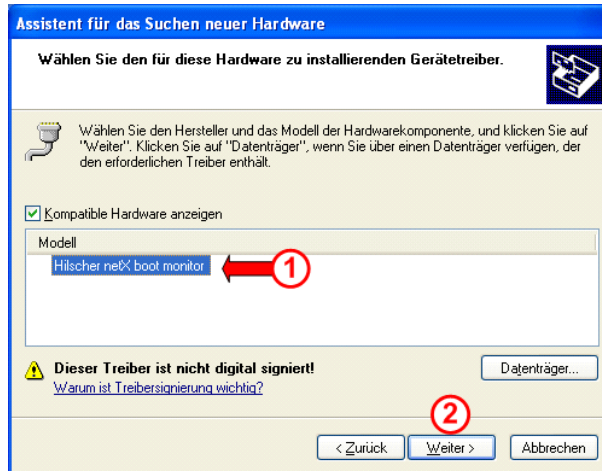 Assistent für das Suchen neuer Hardware
Wählen Sie den für diese Hardware zu installierenden Gerätetreiber.
Wählen Sie den Hersteller und das Modell der Hardwarekomponente, und klicken Sie auf
"Weiter". Klicken Sie auf "Datenträger", wenn Sie über einen Datenträger verfügen, der
den erforderlichen Treiber enthält.
Kompatible Hardware anzeigen
Modell
Hilscher netX boot monitor
1
Dieser Treiber ist nicht digital signiert!
Datenträger...
Warum ist Treibersignierung wichtig?
2
< Zurück
Weiter >
Abbrechen